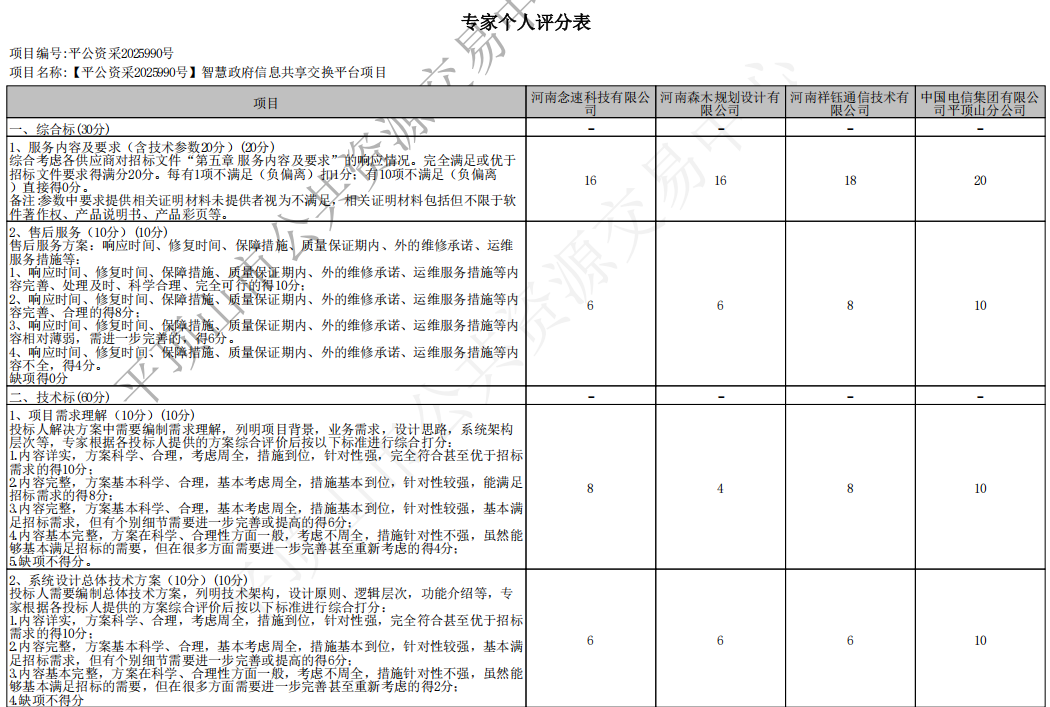 专家个人评分表
项目编号:平公资采2025990号
项目名称:【平公资采2025990号】智慧政府信息共享交换平台项目
项目
河南念速科技有限公
司
河南森木规划设计有
限公司
河南祥钰通信技术有
限公司
中国电信集团有限公
司平顶山分公司
一、综合标(30分)
-
-
-
-
1、服务内容及要求（含技术参数20分）(20分)
综合考虑各供应商对招标文件“第五章 服务内容及要求”的响应情况。完全满足或优于
招标文件要求得满分20分。每有1项不满足（负偏离）扣1分；有10项不满足（负偏离
）直接得0分。
备注:参数中要求提供相关证明材料未提供者视为不满足，相关证明材料包括但不限于软
件著作权、产品说明书、产品彩页等。
16
16
18
20
2、售后服务（10分）(10分)
售后服务方案：响应时间、修复时间、保障措施、质量保证期内、外的维修承诺、运维
服务措施等:
1、响应时间、修复时间、保障措施、质量保证期内、外的维修承诺、运维服务措施等内
容完善、处理及时、科学合理、完全可行的得10分；
2、响应时间、修复时间、保障措施、质量保证期内、外的维修承诺、运维服务措施等内
容完善、合理的得8分；
3、响应时间、修复时间、保障措施、质量保证期内、外的维修承诺、运维服务措施等内
容相对薄弱，需进一步完善的，得6分。
4、响应时间、修复时间、保障措施、质量保证期内、外的维修承诺、运维服务措施等内
容不全，得4分。
缺项得0分
6
6
8
10
二、技术标(60分)
-
-
-
-
1、项目需求理解（10分）(10分)
投标人解决方案中需要编制需求理解，列明项目背景，业务需求，设计思路，系统架构
层次等，专家根据各投标人提供的方案综合评价后按以下标准进行综合打分：
1.内容详实，方案科学、合理，考虑周全，措施到位，针对性强，完全符合甚至优于招标
需求的得10分；
2.内容完整，方案基本科学、合理，基本考虑周全，措施基本到位，针对性较强，能满足
招标需求的得8分；
3.内容完整，方案基本科学、合理，基本考虑周全，措施基本到位，针对性较强，基本满
足招标需求，但有个别细节需要进一步完善或提高的得6分；
4.内容基本完整，方案在科学、合理性方面一般，考虑不周全，措施针对性不强，虽然能
够基本满足招标的需要，但在很多方面需要进一步完善甚至重新考虑的得4分；
5.缺项不得分。
8
4
8
10
2、系统设计总体技术方案（10分）(10分)
投标人需要编制总体技术方案，列明技术架构，设计原则、逻辑层次，功能介绍等，专
家根据各投标人提供的方案综合评价后按以下标准进行综合打分：
1.内容详实，方案科学、合理，考虑周全，措施到位，针对性强，完全符合甚至优于招标
需求的得10分；
2.内容完整，方案基本科学、合理，基本考虑周全，措施基本到位，针对性较强，基本满
足招标需求，但有个别细节需要进一步完善或提高的得6分；
3.内容基本完整，方案在科学、合理性方面一般，考虑不周全，措施针对性不强，虽然能
够基本满足招标的需要，但在很多方面需要进一步完善甚至重新考虑的得2分；
4.缺项不得分
6
6
6
10
平顶山市公共资源交易中
平顶山市公共资源交易中心